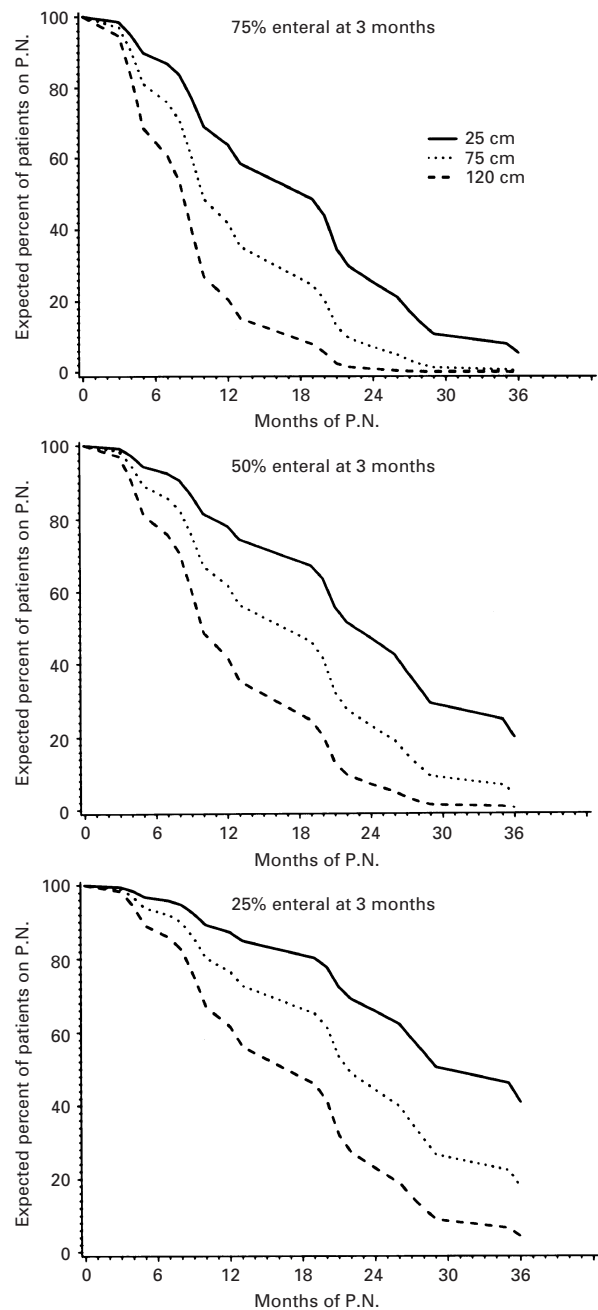 75% enteral at 3 months
Expected percent of patients on P.N.
100
80
60
40
20
0
25 cm
75 cm
120 cm
0 6 12 18 24 30 36
Months of P.N.
50% enteral at 3 months
Expected percent of patients on P.N.
100
80
60
40
20
0
0 6 12 18 24 30 36
Months of P.N.
25% enteral at 3 months
Expected percent of patients on P.N.
100
80
60
40
20
0
0 6 12 18 24 30 36
Months of P.N.